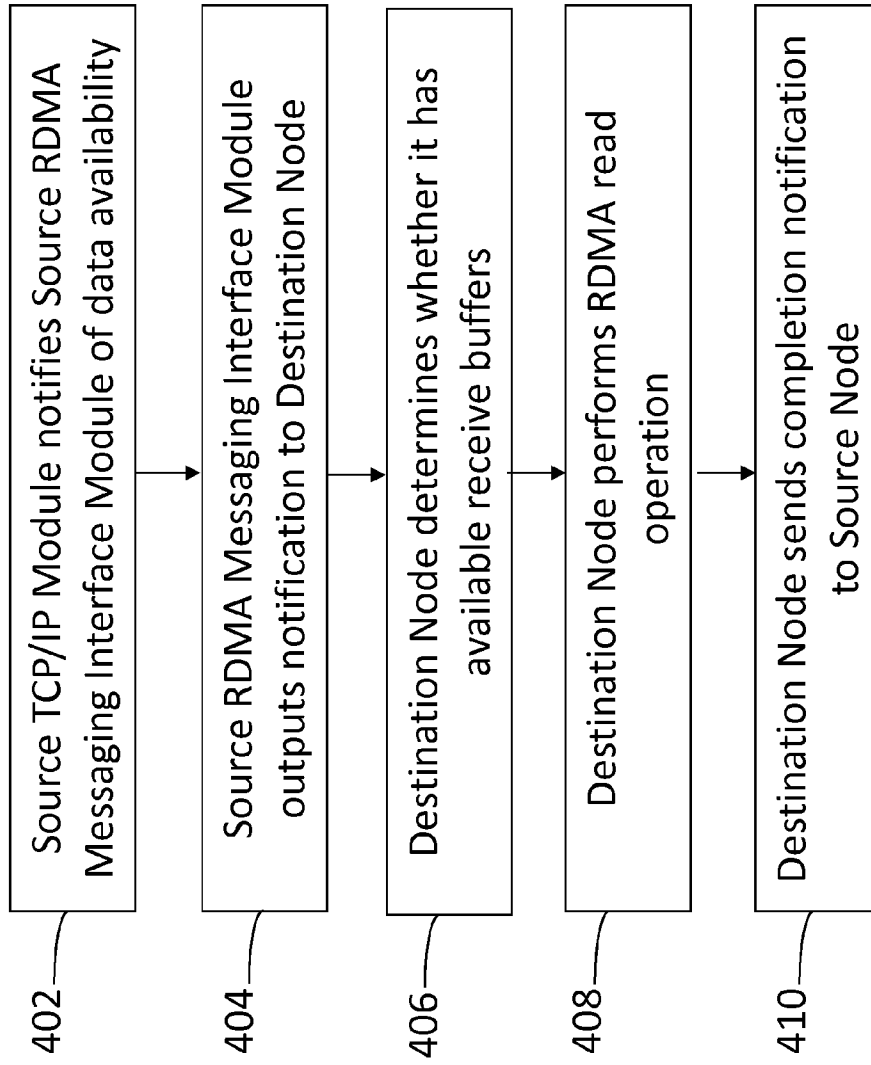 402
Source TCP/IP Module notifies Source RDMA
Messaging Interface Module of data availability
404
Source RDMA Messaging Interface Module
outputs notification to Destination Node
406
Destination Node determines whether it has
available receive buffers
408
Destination Node performs RDMA read
operation
410
Destination Node sends completion notification
to Source Node